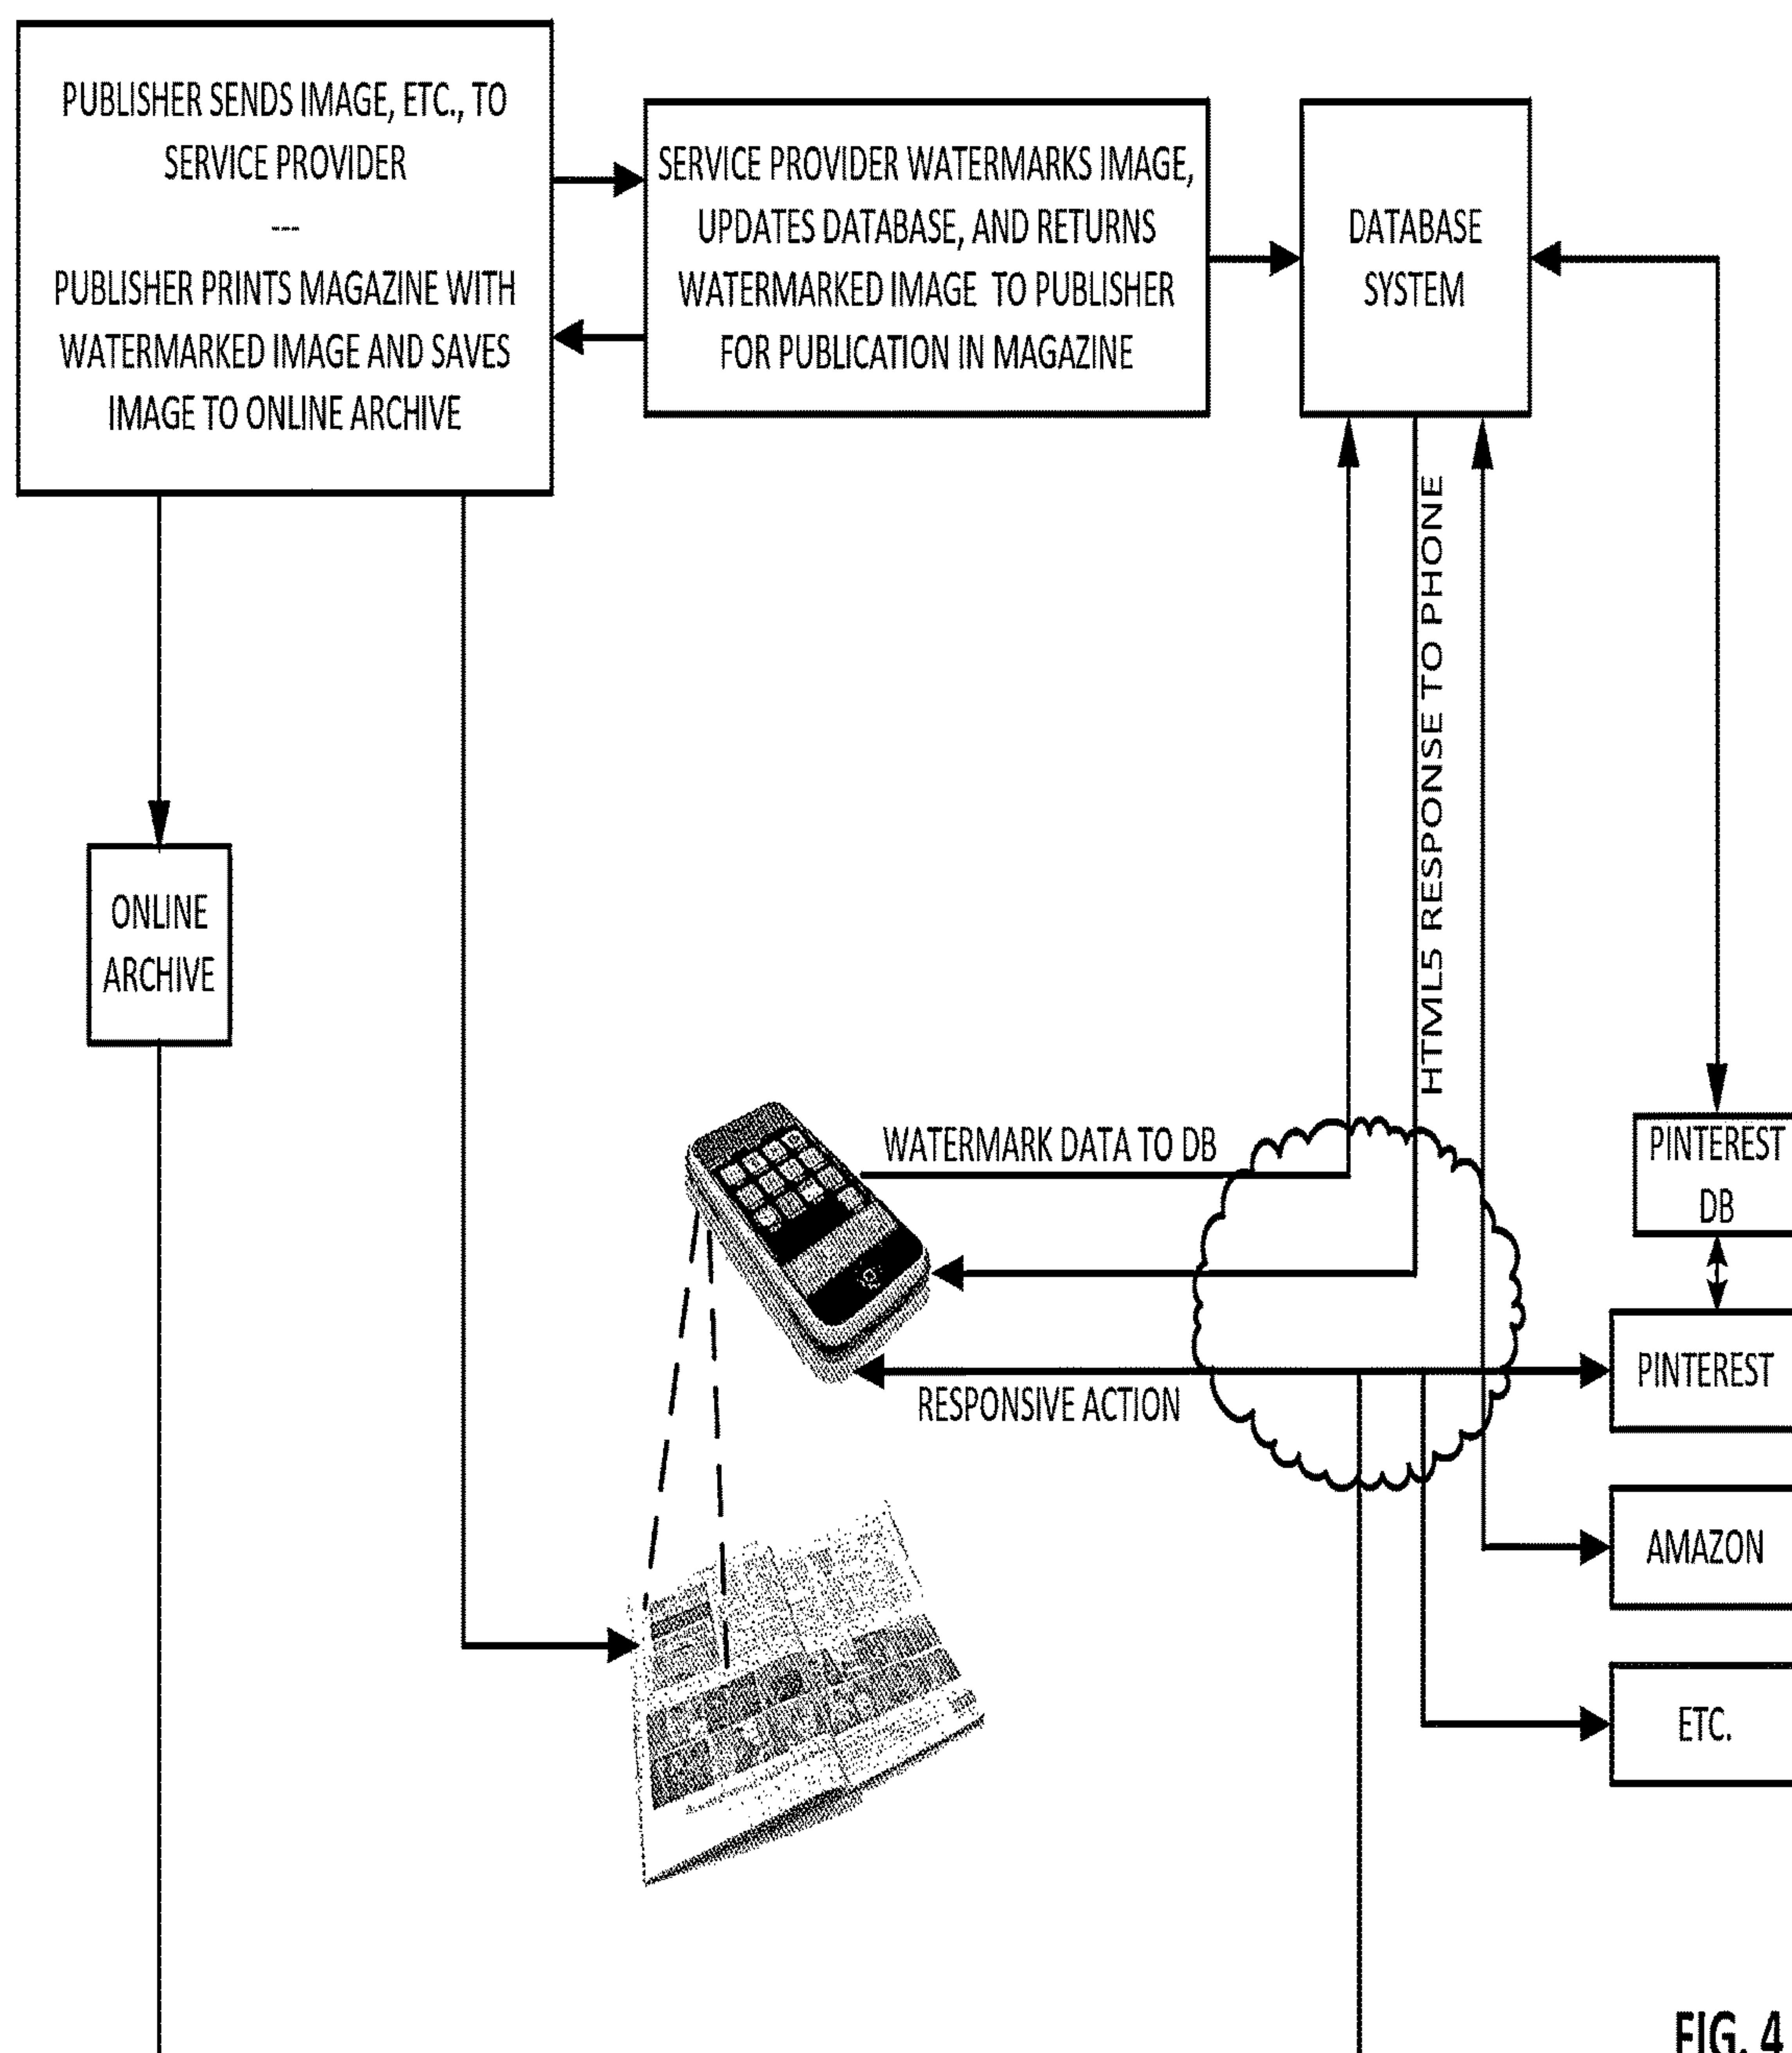 PUBLISHER SENDS IMAGE, ETC., TO
SERVICE PROVIDER
---
PUBLISHER PRINTS MAGAZINE WITH
WATERMARKED IMAGE AND SAVES
IMAGE TO ONLINE ARCHIVE
SERVICE PROVIDER WATERMARKS IMAGE,
UPDATES DATABASE, AND RETURNS
WATERMARKED IMAGE TO PUBLISHER
FOR PUBLICATION IN MAGAZINE
DATABASE
SYSTEM
HTML5 RESPONSE TO PHONE
ONLINE
ARCHIVE
WATERMARK DATA TO DB
RESPONSIVE ACTION
PINTEREST
DB
PINTEREST
AMAZON
ETC.
FIG. 4